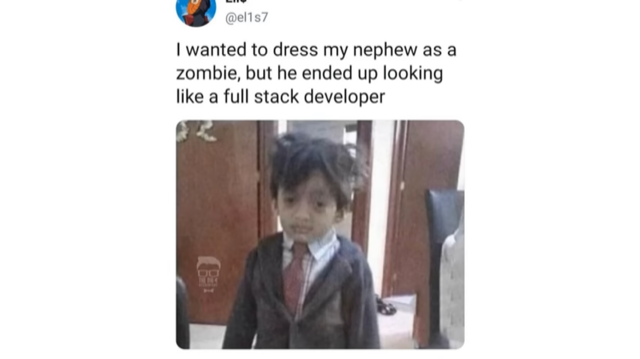 @el1s7
I wanted to dress my nephew as a
zombie, but he ended up looking
like a full stack developer